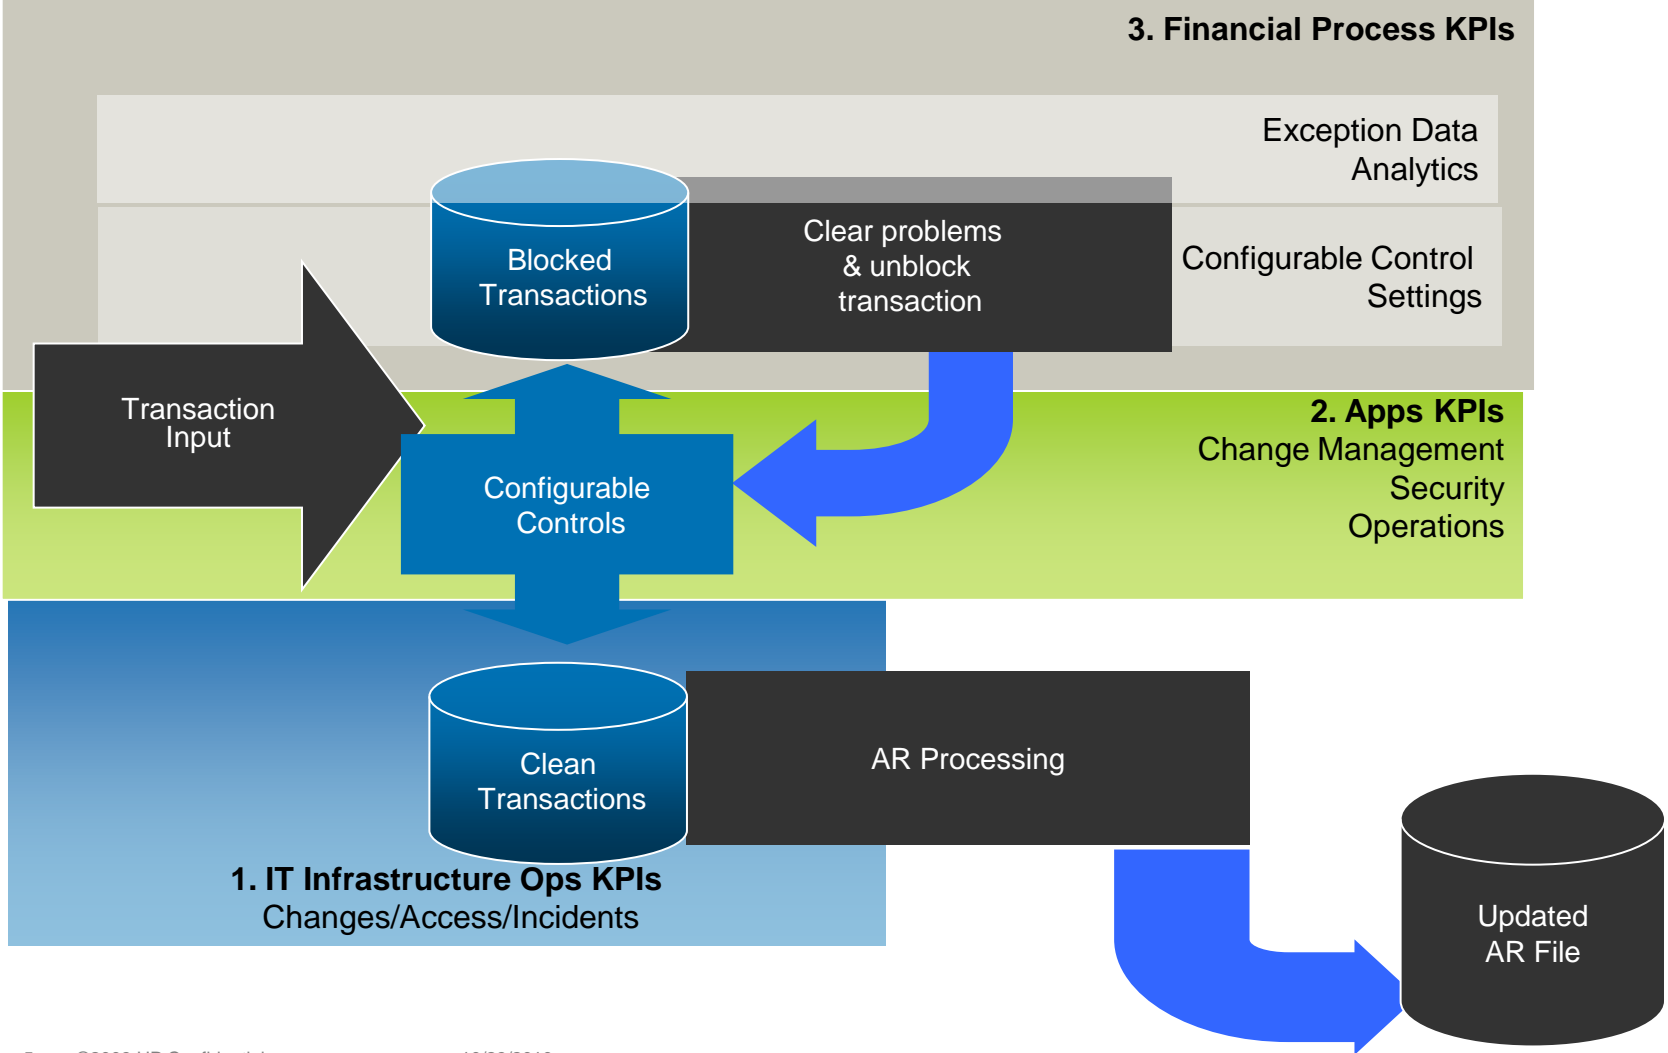 3. Financial Process KPIs
Exception Data
Analytics
Clear problems
& unblock
transaction
Blocked
Transactions
Configurable Control
Settings
Transaction
Input
2. Apps KPIs
Change Management
Security
Operations
Configurable
Controls
Clean
Transactions
AR Processing
1. IT Infrastructure Ops KPIs
Changes/Access/Incidents
Updated
AR File